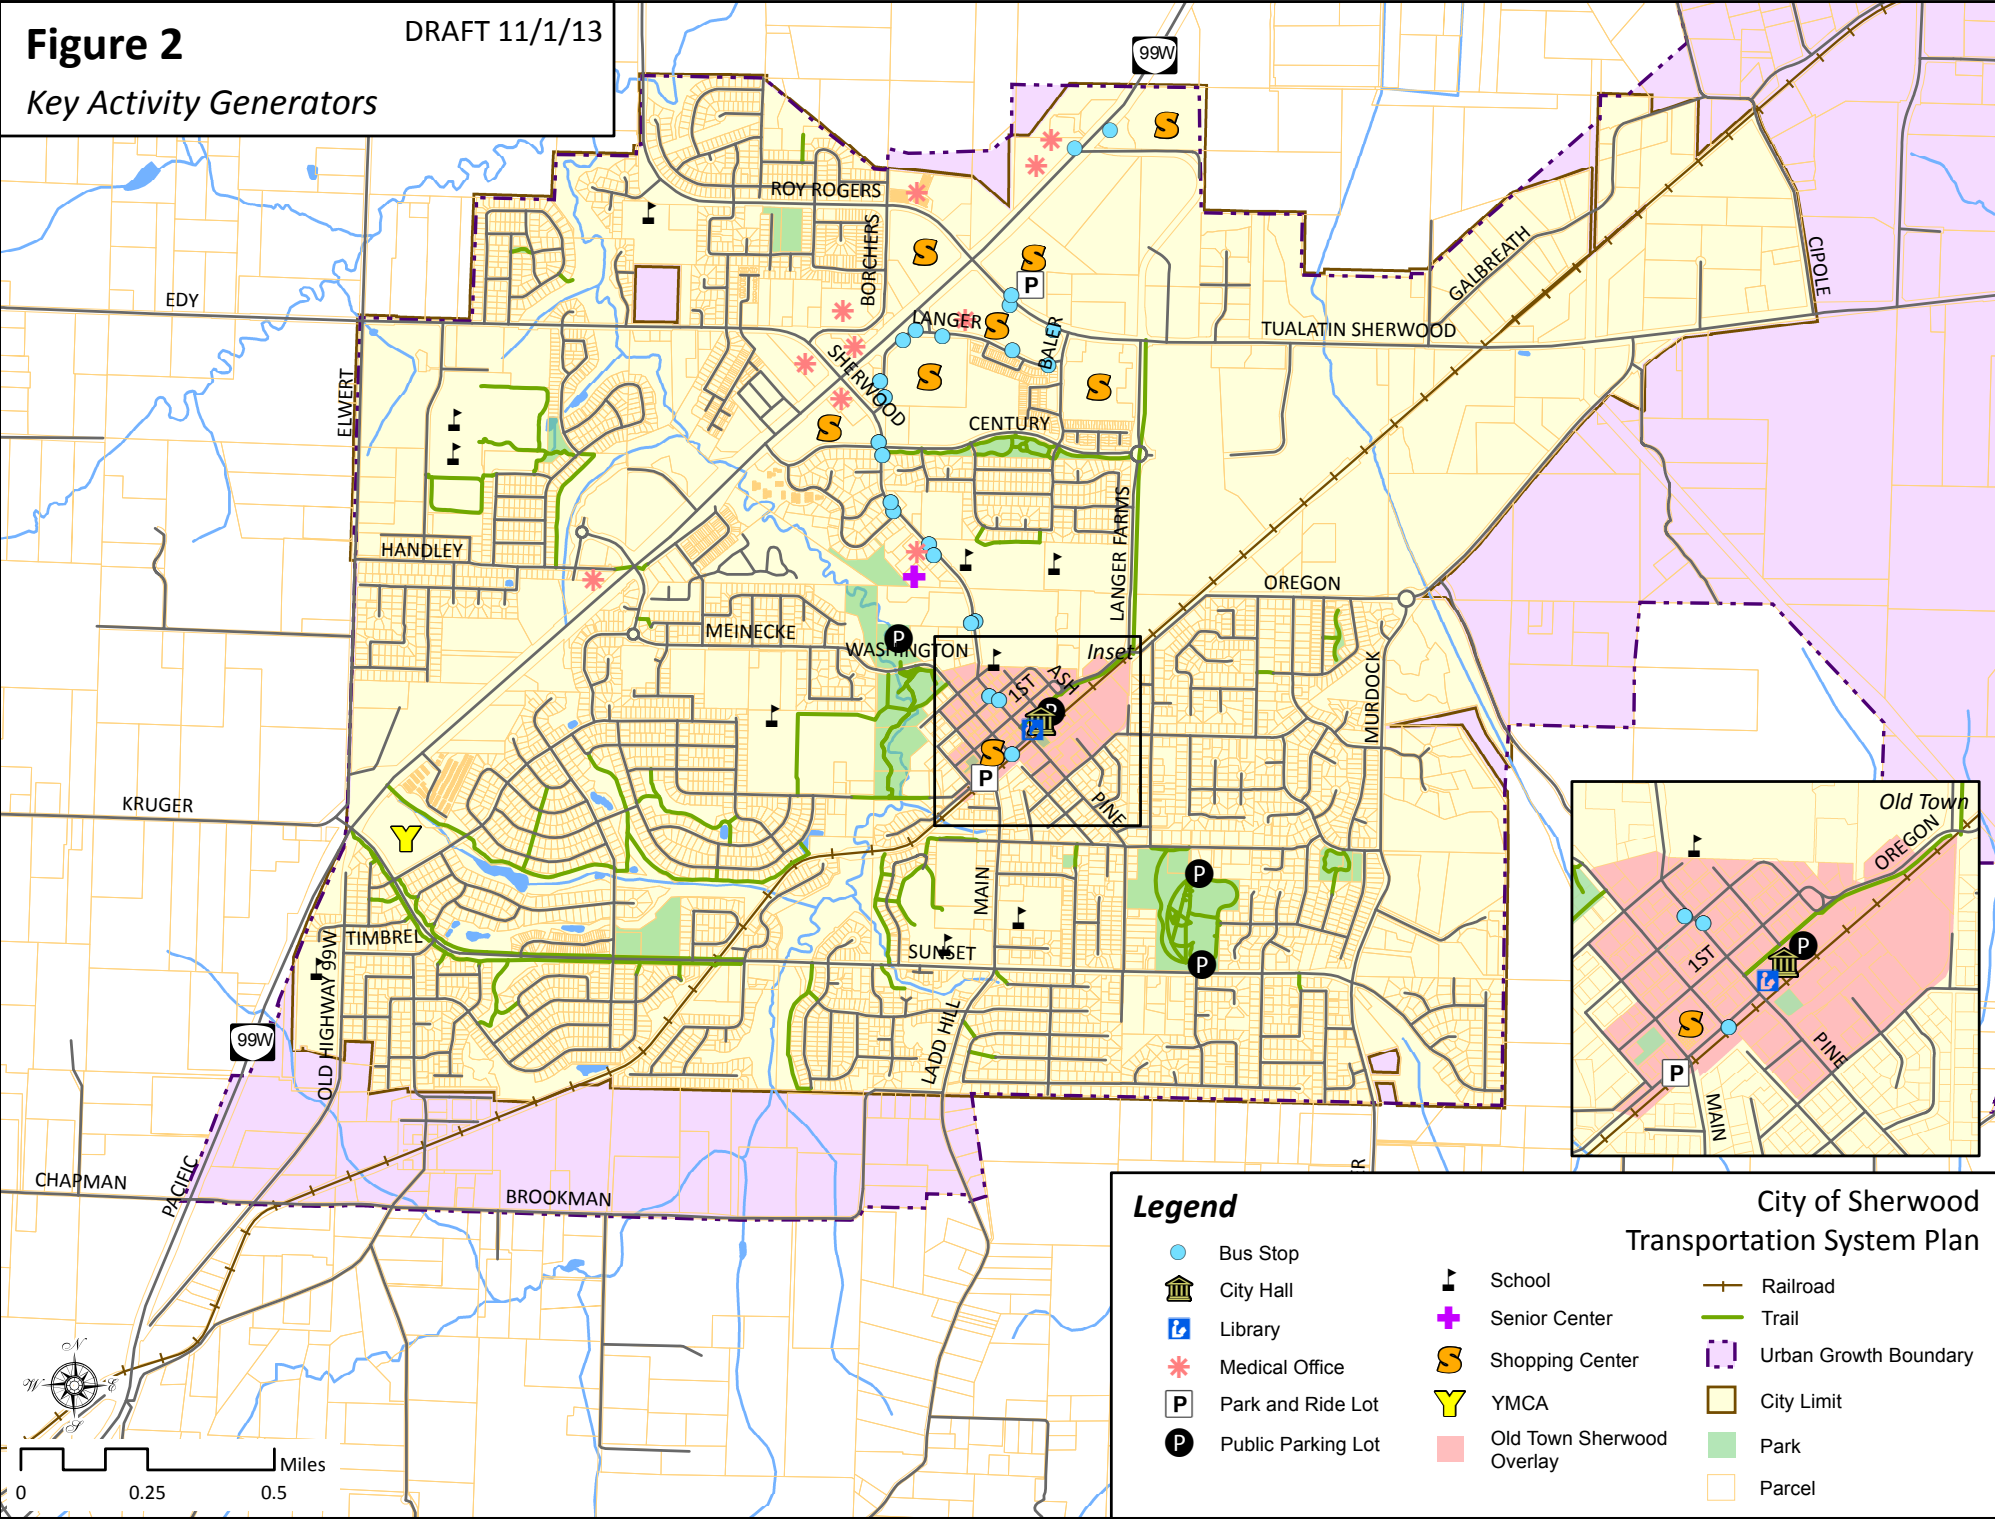 Figure 2
DRAFT 11/1/13
Key Activity Generators
99W
ROY ROGERS
BORCHERS
EDY
LANGER
BALER
TUALATIN SHERWOOD
GALBREATH
CIPOLE
ELWERT
SHERWOOD
CENTURY
LANGER FARMS
HANDLEY
OREGON
MEINECKE
WASHINGTON
Inset
1ST
ASH
MURDOCK
KRUGER
PINE
MAIN
TIMBREL
SUNSET
OLD HIGHWAY 99W
99W
LADD HILL
CHAPMAN
PACIFIC
BROOKMAN
Old Town
OREGON
1ST
PINE
MAIN
P
P
P
P
P
P
P
P
P
N
W
E
S
Miles
0
0.25
0.5
Legend
City of Sherwood
Transportation System Plan
Bus Stop
City Hall
Library
Medical Office
P Park and Ride Lot
P Public Parking Lot
School
Senior Center
S Shopping Center
Y YMCA
Old Town Sherwood
Overlay
Railroad
Trail
Urban Growth Boundary
City Limit
Park
Parcel